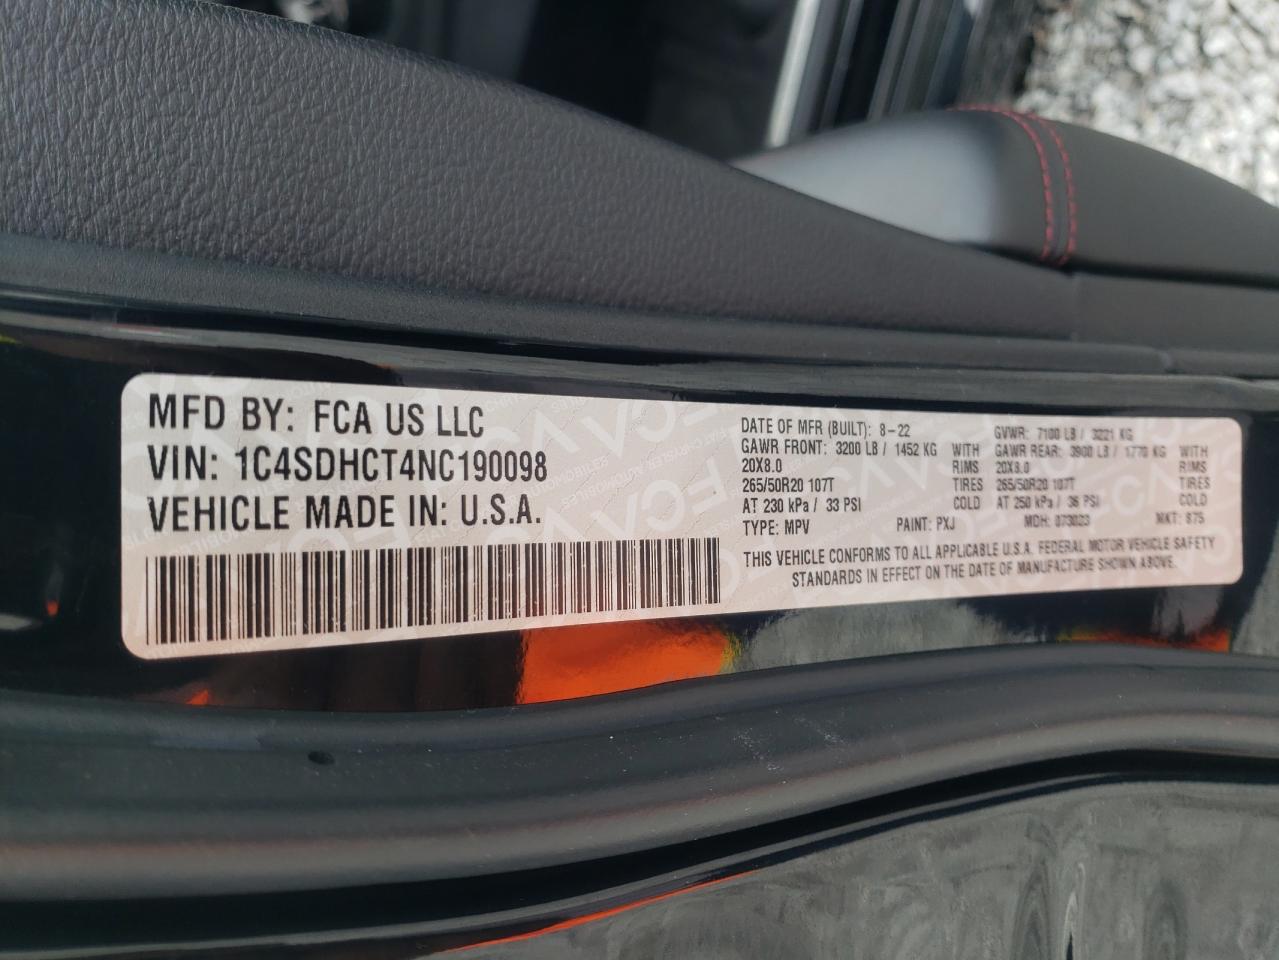 MFD BY: FCA US LLC
VIN: 1C4SDHCT4NC190098
VEHICLE MADE IN: U.S.A.
DATE OF MFR (BUILT): 8-22 GVWR: 7100 LB / 3221 KG
GAWR FRONT: 3200 LB / 1452 KG WITH GAWR REAR: 3900 LB / 1770 KG WITH
20X8.0 RIMS 20X8.0 RIMS
265/50R20 107T TIRES 265/50R20 107T TIRES
AT 230 kPa / 33 PSI COLD AT 250 kPa / 36 PSI COLD
TYPE: MPV PAINT: PXJ MDH: 073023 MKT: 875
THIS VEHICLE CONFORMS TO ALL APPLICABLE U.S.A. FEDERAL MOTOR VEHICLE SAFETY
STANDARDS IN EFFECT ON THE DATE OF MANUFACTURE SHOWN ABOVE.